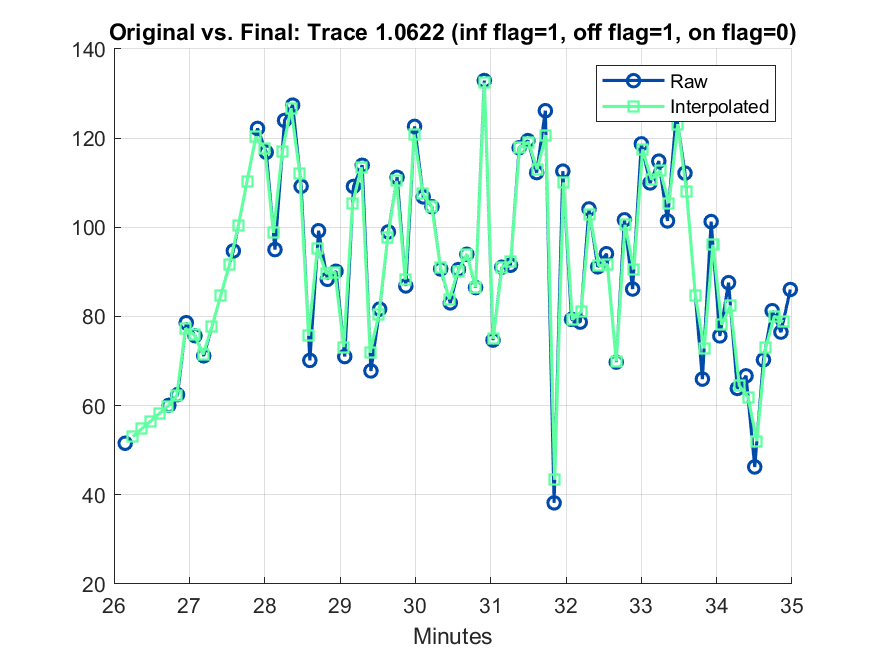 Original vs. Final: Trace 1.0622 (inf flag=1, off flag=1, on flag=0)
140
120
100
80
60
40
20
Raw
Interpolated
26 27 28 29 30 31 32 33 34 35
Minutes